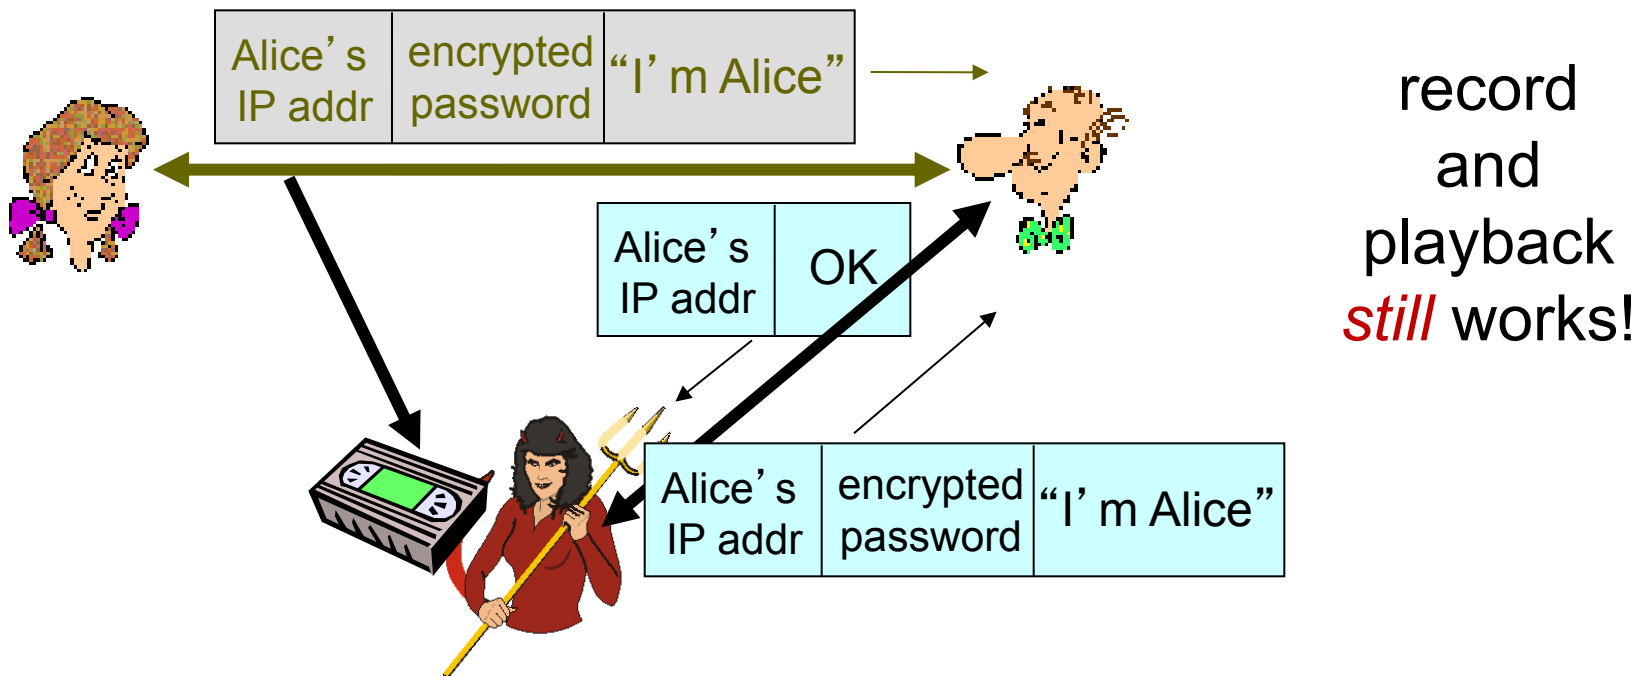 Alice’s
IP addr
encrypted
password
“I’m Alice”
record
and
playback
still works!
Alice’s
IP addr
OK
Alice’s
IP addr
encrypted
password
“I’m Alice”